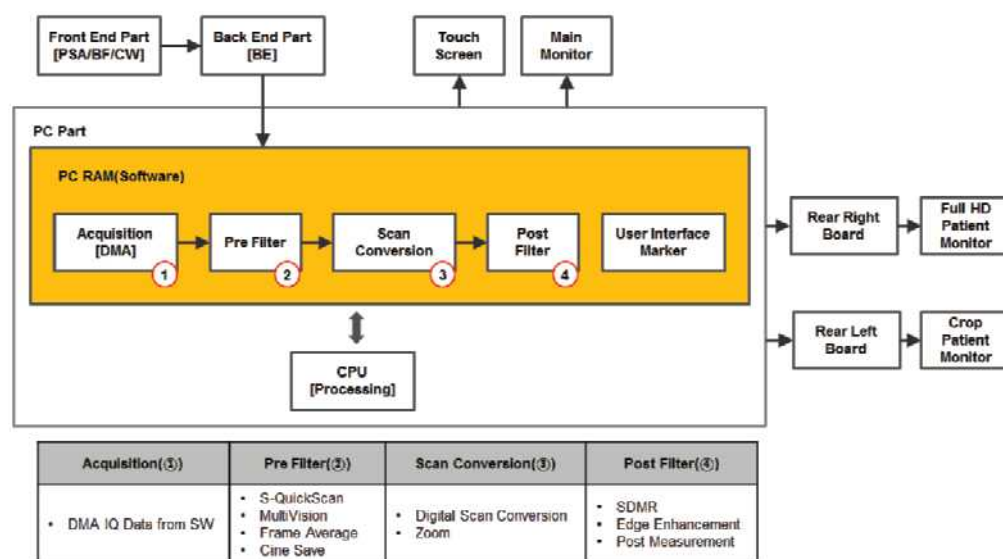 Front End Part
[PSA/BF/CW]
Back End Part
[BE]
Touch
Screen
Main
Monitor
PC Part
PC RAM(Software)
Acquisition
[DMA]
1
Pre Filter
2
Scan
Conversion
3
Post
Filter
4
User Interface
Marker
CPU
[Processing]
Rear Right
Board
Full HD
Patient
Monitor
Rear Left
Board
Crop
Patient
Monitor
Acquisition(①)
Pre Filter(②)
Scan Conversion(③)
Post Filter(④)
• DMA IQ Data from SW
• S-QuickScan
• MultiVision
• Frame Average
• Cine Save
• Digital Scan Conversion
• Zoom
• SDMR
• Edge Enhancement
• Post Measurement